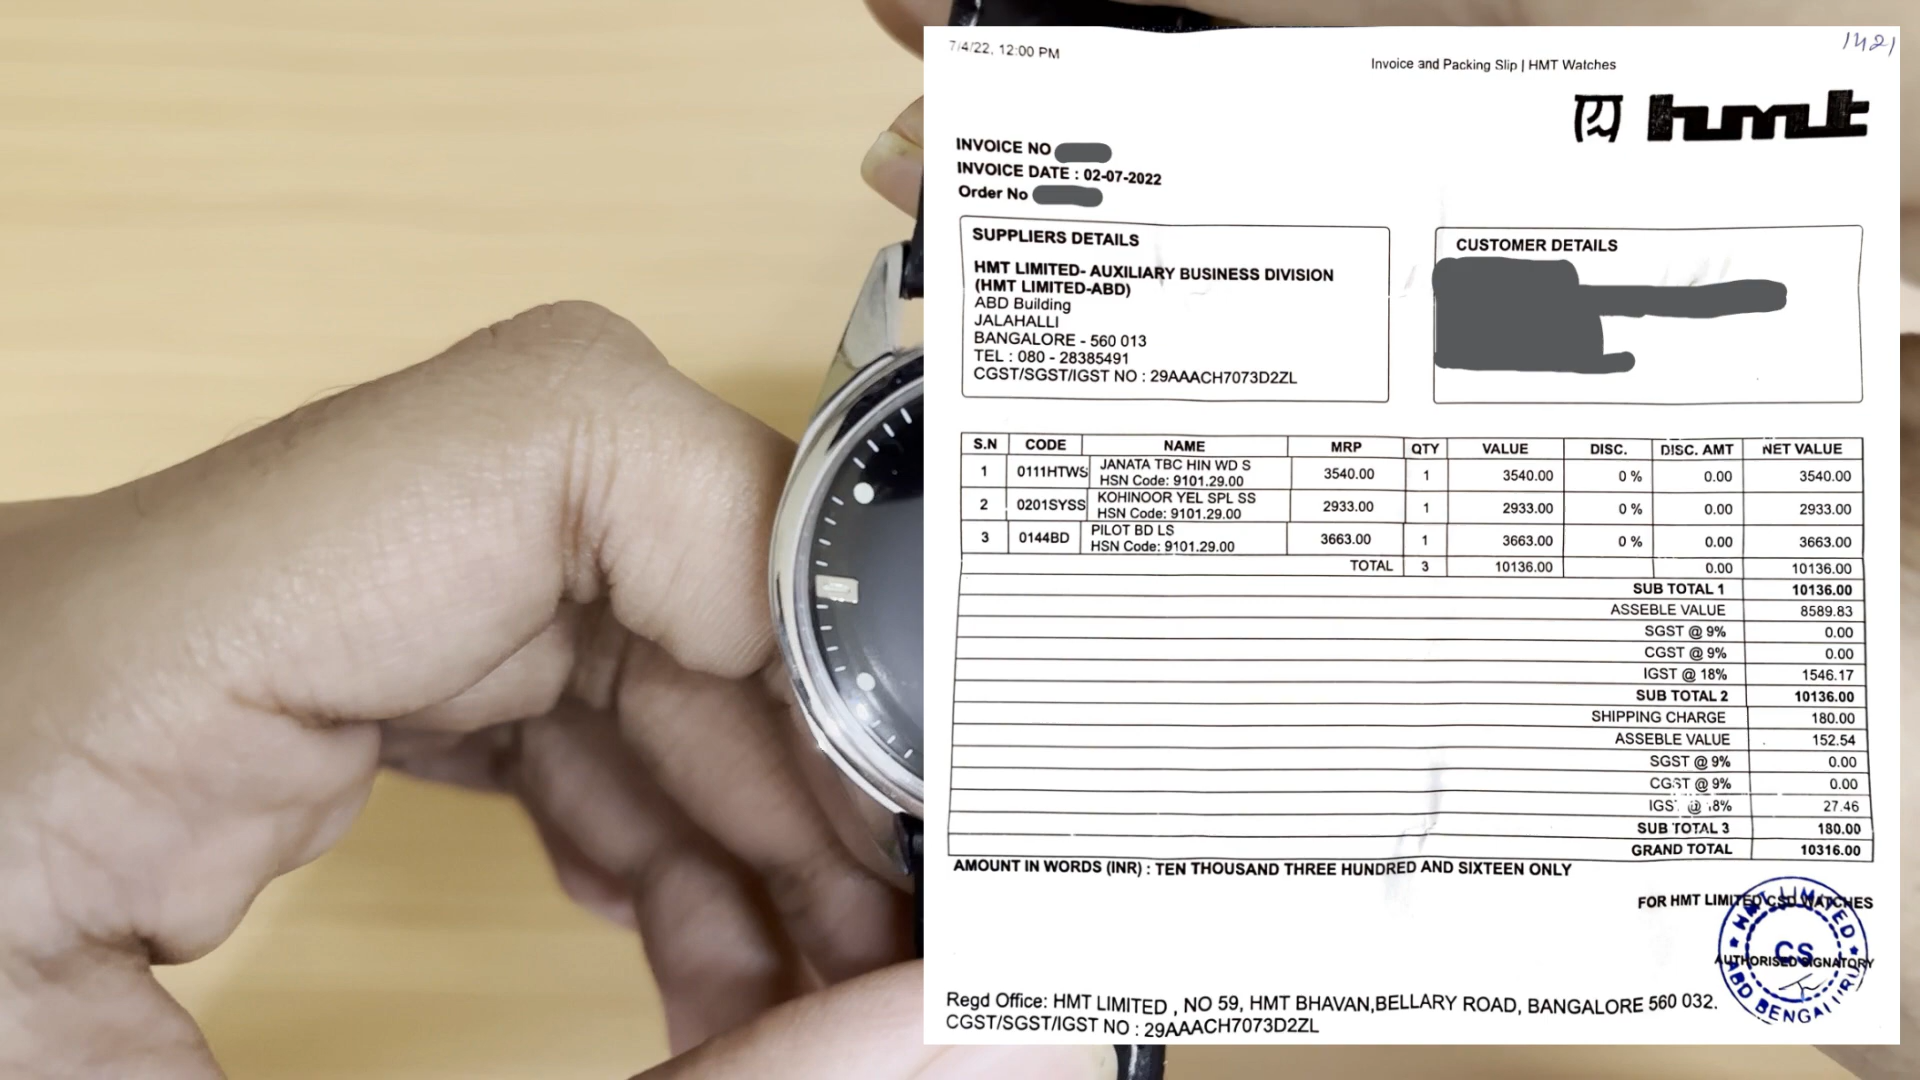 7/4/22, 12:00 PM
Invoice and Packing Slip | HMT Watches
1421
hmt
INVOICE NO
INVOICE DATE : 02-07-2022
Order No
SUPPLIERS DETAILS
HMT LIMITED- AUXILIARY BUSINESS DIVISION
(HMT LIMITED-ABD)
ABD Building
JALAHALLI
BANGALORE - 560 013
TEL : 080 - 28385491
CGST/SGST/IGST NO : 29AAACH7073D2ZL
CUSTOMER DETAILS
S.N CODE NAME MRP QTY VALUE DISC. DISC. AMT NET VALUE
1 0111HTWS JANATA TBC HIN WD S 3540.00 1 3540.00 0 % 0.00 3540.00
HSN Code: 9101.29.00
2 0201SYSS KOHINOOR YEL SPL SS 2933.00 1 2933.00 0 % 0.00 2933.00
HSN Code: 9101.29.00
3 0144BD PILOT BD LS 3663.00 1 3663.00 0 % 0.00 3663.00
HSN Code: 9101.29.00
TOTAL 3 10136.00 0.00 10136.00
SUB TOTAL 1 10136.00
ASSEBLE VALUE 8589.83
SGST @ 9% 0.00
CGST @ 9% 0.00
IGST @ 18% 1546.17
SUB TOTAL 2 10136.00
SHIPPING CHARGE 180.00
ASSEBLE VALUE 152.54
SGST @ 9% 0.00
CGST @ 9% 0.00
IGST @ 18% 27.46
SUB TOTAL 3 180.00
GRAND TOTAL 10316.00
AMOUNT IN WORDS (INR) : TEN THOUSAND THREE HUNDRED AND SIXTEEN ONLY
FOR HMT LIMITED CSD WATCHES
HMT LIMITED
CS
ABD BENGALURU
AUTHORISED SIGNATORY
Regd Office: HMT LIMITED , NO 59, HMT BHAVAN,BELLARY ROAD, BANGALORE 560 032.
CGST/SGST/IGST NO : 29AAACH7073D2ZL